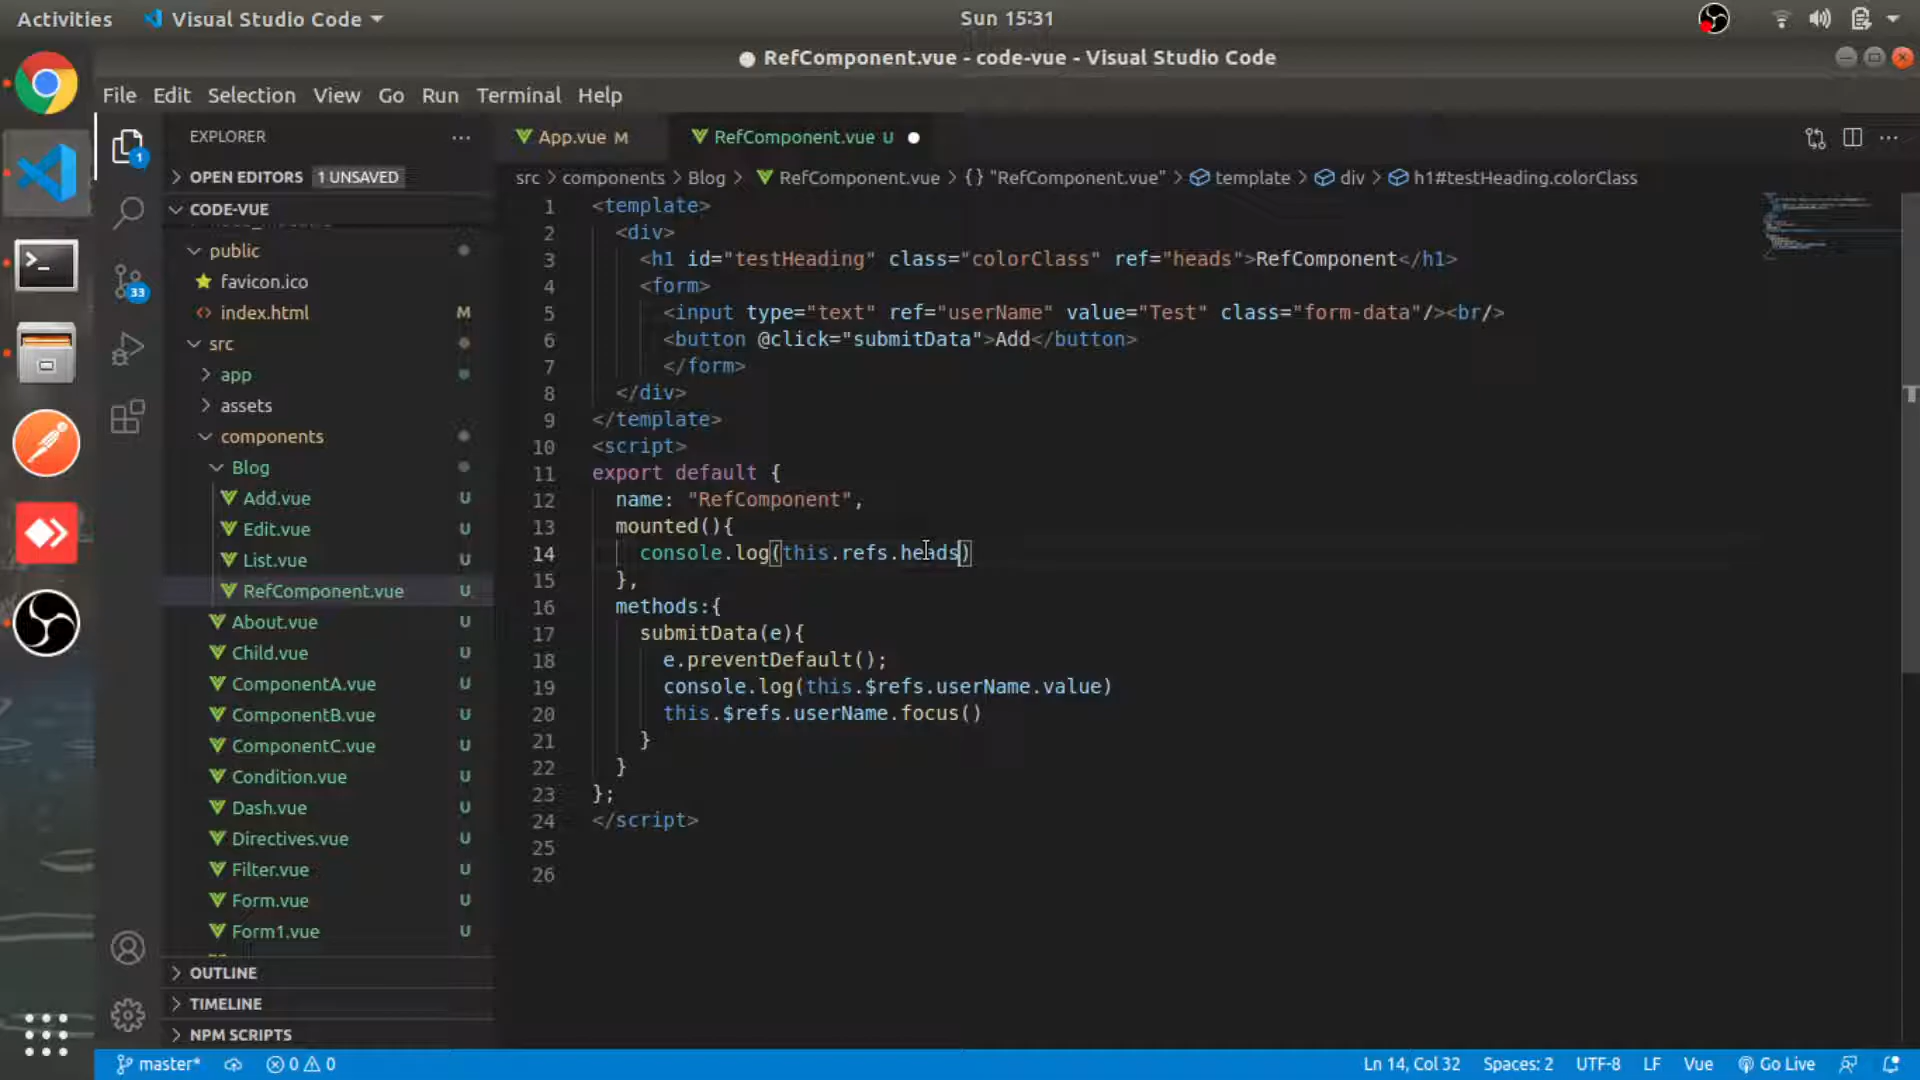 Activities
Visual Studio Code
Sun 15:31
RefComponent.vue - code-vue - Visual Studio Code
File Edit Selection View Go Run Terminal Help
EXPLORER
OPEN EDITORS 1 UNSAVED
CODE-VUE
public
favicon.ico
index.html M
src
app
assets
components
Blog
Add.vue U
Edit.vue U
List.vue U
RefComponent.vue U
About.vue U
Child.vue U
ComponentA.vue U
ComponentB.vue U
ComponentC.vue U
Condition.vue U
Dash.vue U
Directives.vue U
Filter.vue U
Form.vue U
Form1.vue U
OUTLINE
TIMELINE
NPM SCRIPTS
1
33
App.vue M
RefComponent.vue U
src > components > Blog > RefComponent.vue > {} "RefComponent.vue" > template > div > h1#testHeading.colorClass
1 <template>
2 <div>
3 <h1 id="testHeading" class="colorClass" ref="heads">RefComponent</h1>
4 <form>
5 <input type="text" ref="userName" value="Test" class="form-data"/><br/>
6 <button @click="submitData">Add</button>
7 </form>
8 </div>
9 </template>
10 <script>
11 export default {
12 name: "RefComponent",
13 mounted(){
14 console.log(this.refs.heads)
15 },
16 methods:{
17 submitData(e){
18 e.preventDefault();
19 console.log(this.$refs.userName.value)
20 this.$refs.userName.focus()
21 }
22 }
23 };
24 </script>
25
26
master* 0 0
Ln 14, Col 32 Spaces: 2 UTF-8 LF Vue Go Live